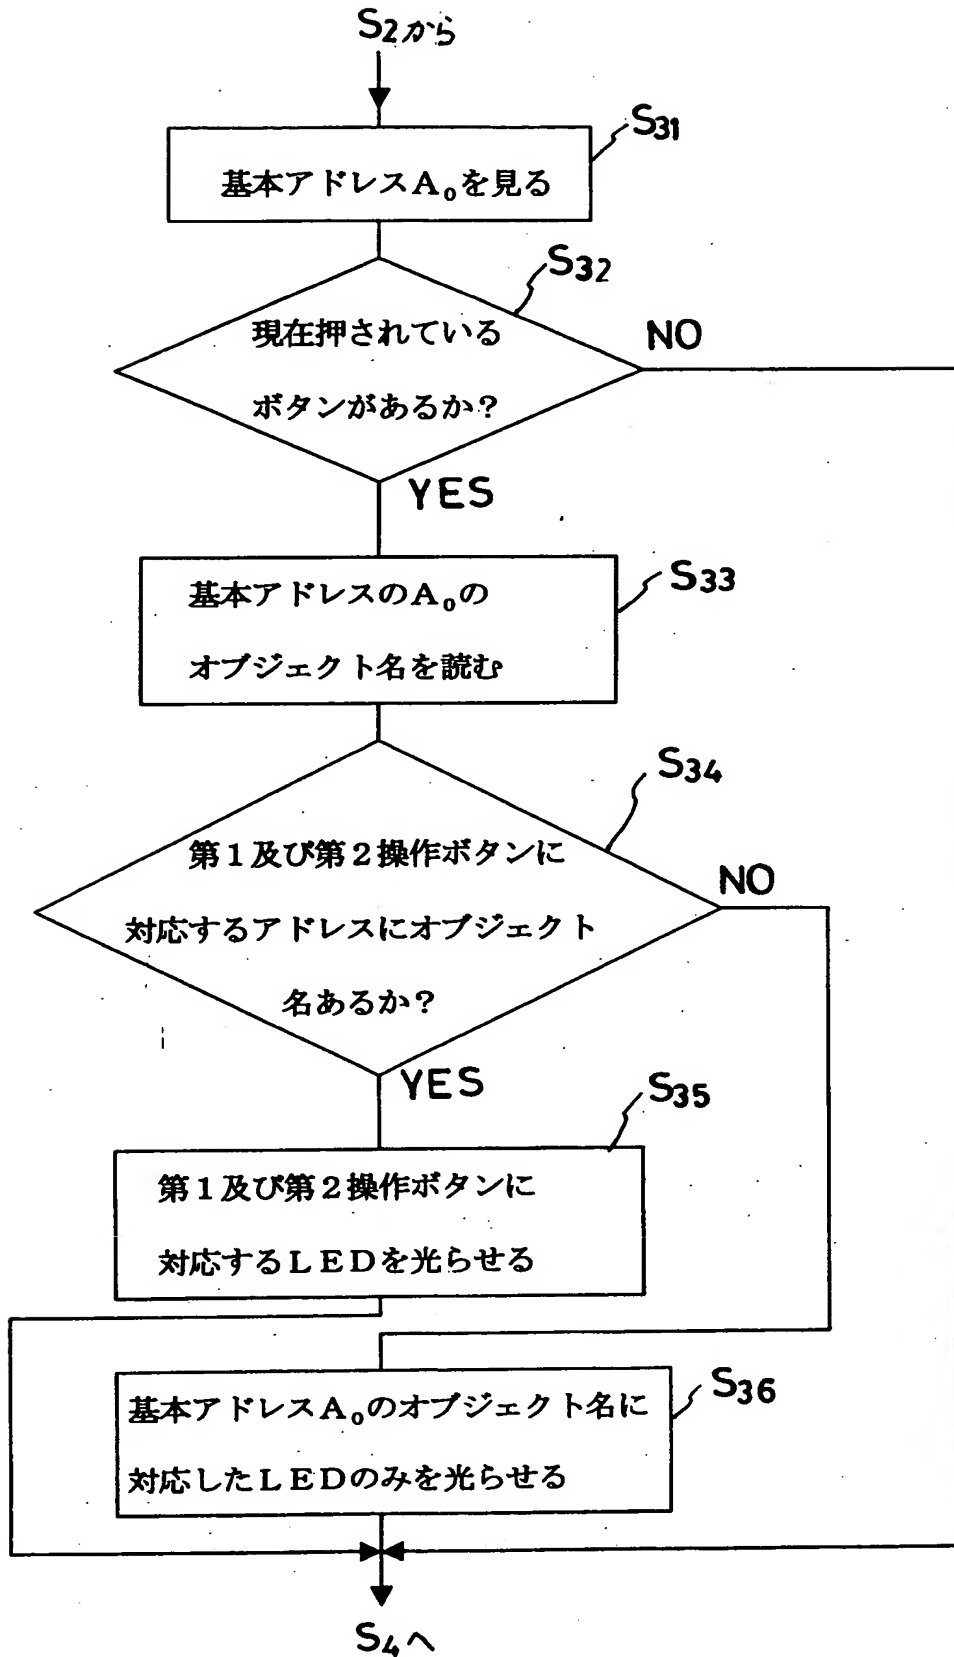 S2から
S31
基本アドレスA0を見る
S32
現在押されている
ボタンがあるか?
NO
YES
S33
基本アドレスのA0の
オブジェクト名を読む
S34
第1及び第2操作ボタンに
対応するアドレスにオブジェクト
名あるか?
NO
YES
S35
第1及び第2操作ボタンに
対応するLEDを光らせる
S36
基本アドレスA0のオブジェクト名に
対応したLEDのみを光らせる
S4へ